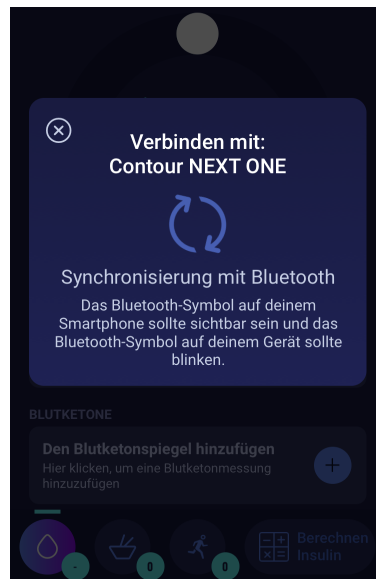 Verbinden mit:
Contour NEXT ONE
Synchronisierung mit Bluetooth
Das Bluetooth-Symbol auf deinem
Smartphone sollte sichtbar sein und das
Bluetooth-Symbol auf deinem Gerät sollte
blinken.
BLUTKETONE
Den Blutketonspiegel hinzufügen
Hier klicken, um eine Blutketonmessung
hinzuzufügen
-
0
0
Berechnen
Insulin